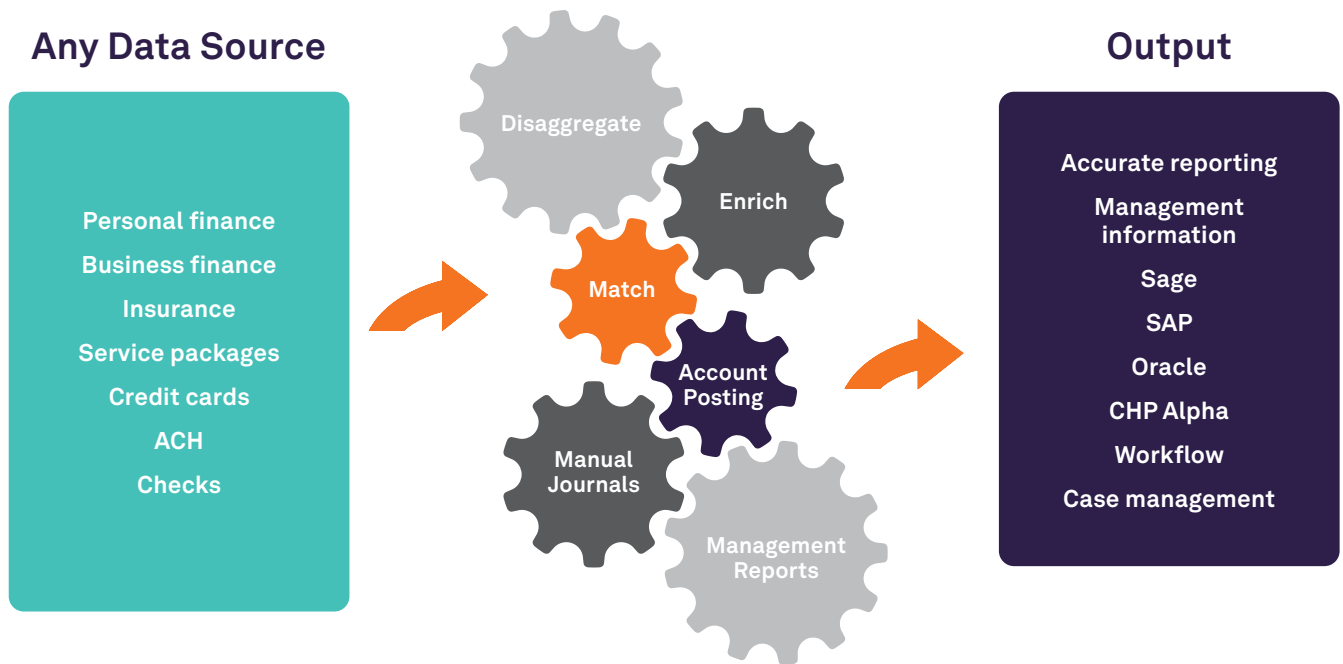 Any Data Source
Personal finance
Business finance
Insurance
Service packages
Credit cards
ACH
Checks
Disaggregate
Enrich
Match
Account
Posting
Manual
Journals
Management
Reports
Output
Accurate reporting
Management
information
Sage
SAP
Oracle
CHP Alpha
Workflow
Case management